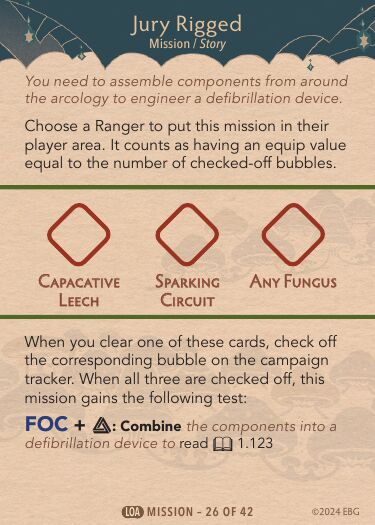 Jury Rigged
Mission / Story
You need to assemble components from around
the arcology to engineer a defibrillation device.
Choose a Ranger to put this mission in their
player area. It counts as having an equip value
equal to the number of checked-off bubbles.
Capacative
Leech
Sparking
Circuit
Any Fungus
When you clear one of these cards, check off
the corresponding bubble on the campaign
tracker. When all three are checked off, this
mission gains the following test:
FOC + : Combine the components into a
defibrillation device to read 1.123
LOA MISSION – 26 OF 42
©2024 EBG